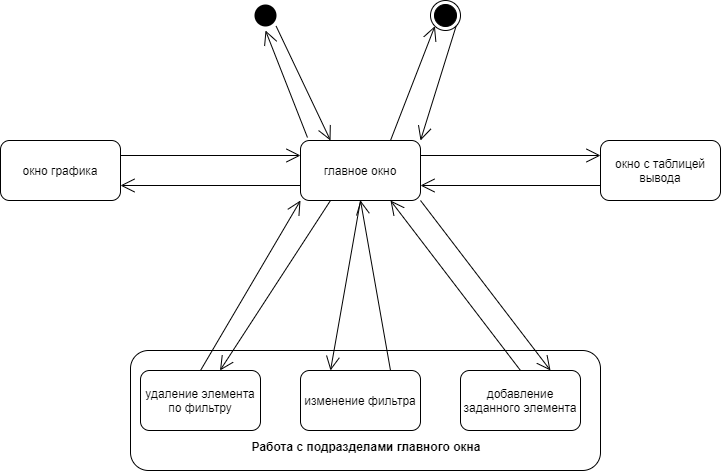 окно графика
главное окно
окно с таблицей
вывода
удаление элемента
по фильтру
изменение фильтра
добавление
заданного элемента
Работа с подразделами главного окна